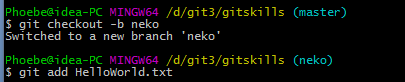 Phoebe@idea-PC MINGW64 /d/git3/gitskills (master)
$ git checkout -b neko
Switched to a new branch 'neko'
Phoebe@idea-PC MINGW64 /d/git3/gitskills (neko)
$ git add HelloWorld.txt